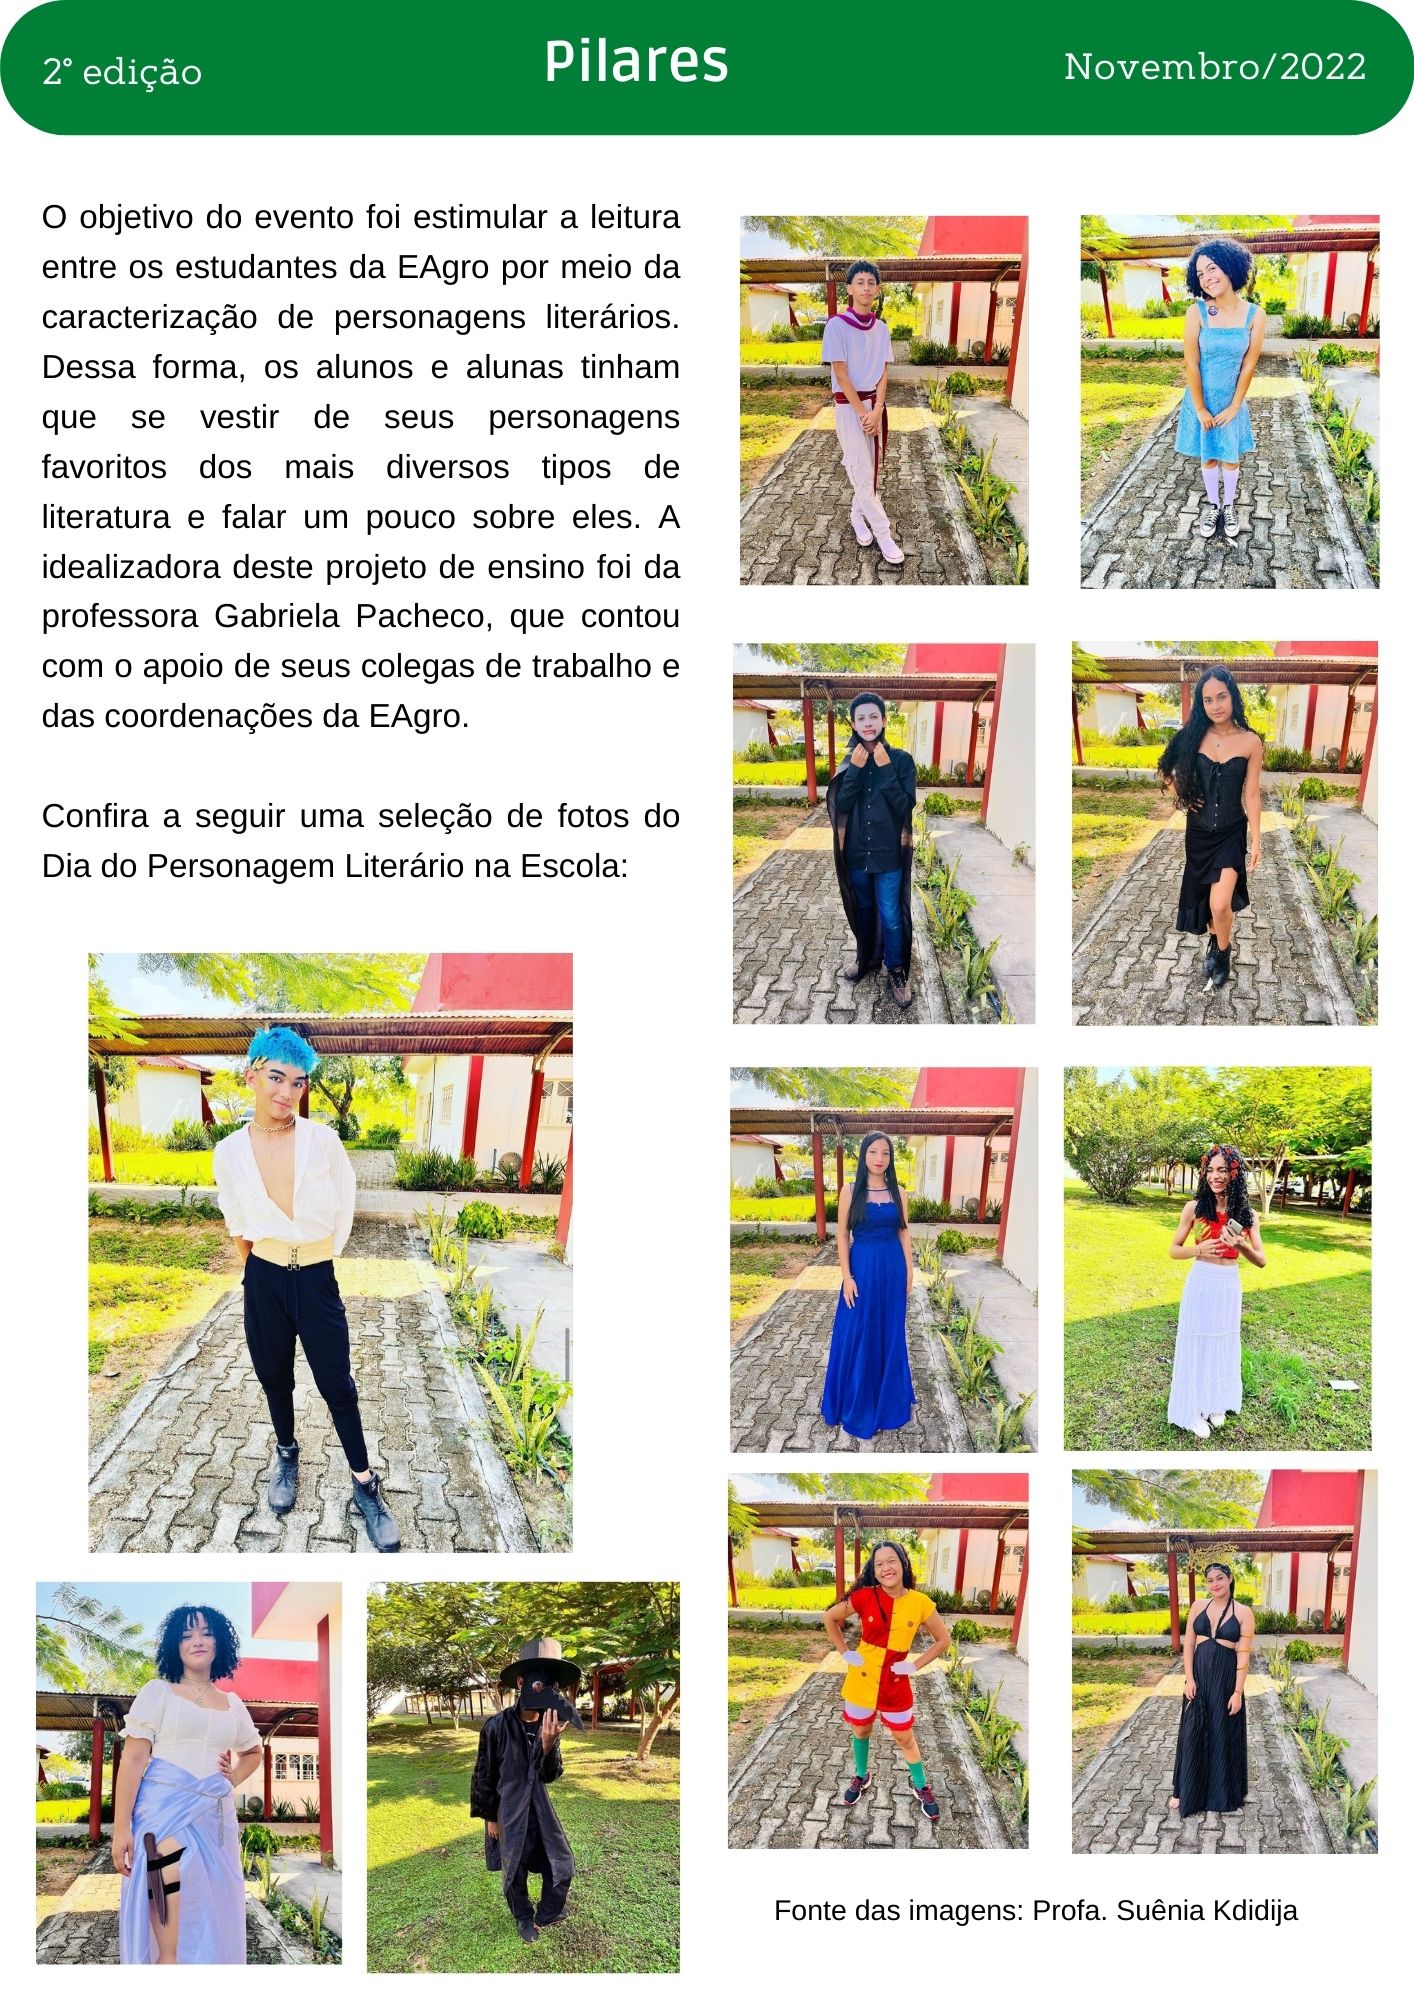 2° edição
Pilares
Novembro/2022
O objetivo do evento foi estimular a leitura
entre os estudantes da EAgro por meio da
caracterização de personagens literários.
Dessa forma, os alunos e alunas tinham
que se vestir de seus personagens
favoritos dos mais diversos tipos de
literatura e falar um pouco sobre eles. A
idealizadora deste projeto de ensino foi da
professora Gabriela Pacheco, que contou
com o apoio de seus colegas de trabalho e
das coordenações da EAgro.
Confira a seguir uma seleção de fotos do
Dia do Personagem Literário na Escola:
Fonte das imagens: Profa. Suênia Kdidija